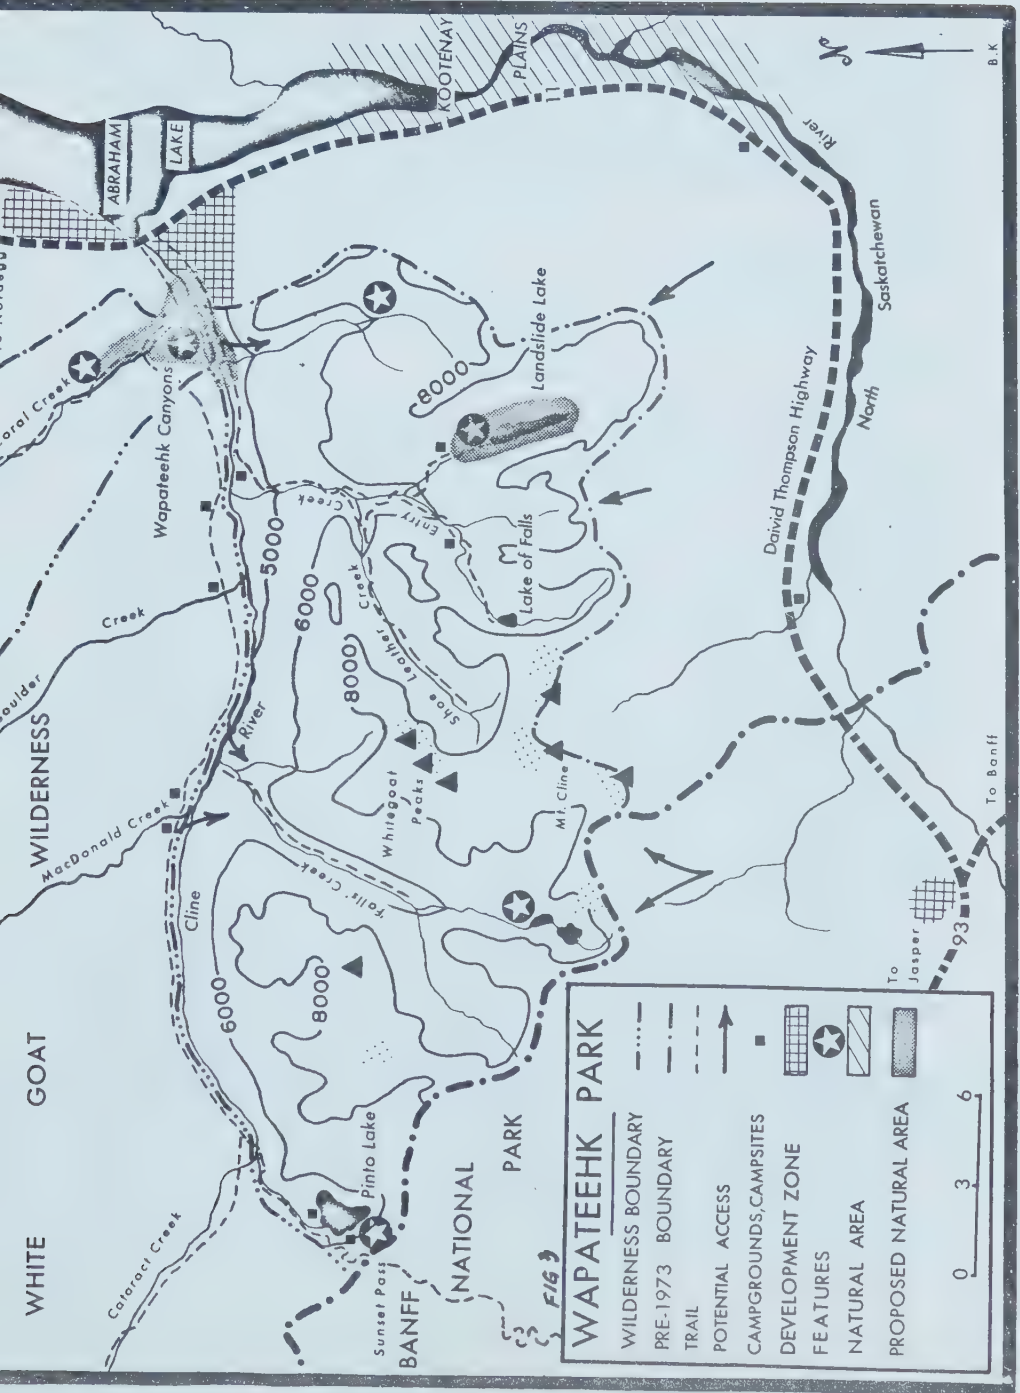 WHITE GOAT WILDERNESS
ABRAHAM
LAKE
KOOTENAY
PLAINS
11
N
B.K
River
Saskatchewan
North
Daivid Thompson Highway
Wapateehk Canyons
Creek
MacDonald Creek
River
Cline
Cataract Creek
5000
6000
8000
8000
6000
8000
Landslide Lake
Lake of Falls
Entry
Creek
Shoe Leather
Creek
Whitegoat
Peaks
Mt. Cline
Falls Creek
Pinto Lake
Sunset Pass
BANFF
NATIONAL
PARK
To
Jasper
93
To Banff
FIG 3
WAPATEEHK PARK
WILDERNESS BOUNDARY
PRE-1973 BOUNDARY
TRAIL
POTENTIAL ACCESS
CAMPGROUNDS,CAMPSITES
DEVELOPMENT ZONE
FEATURES
NATURAL AREA
PROPOSED NATURAL AREA
0 3 6